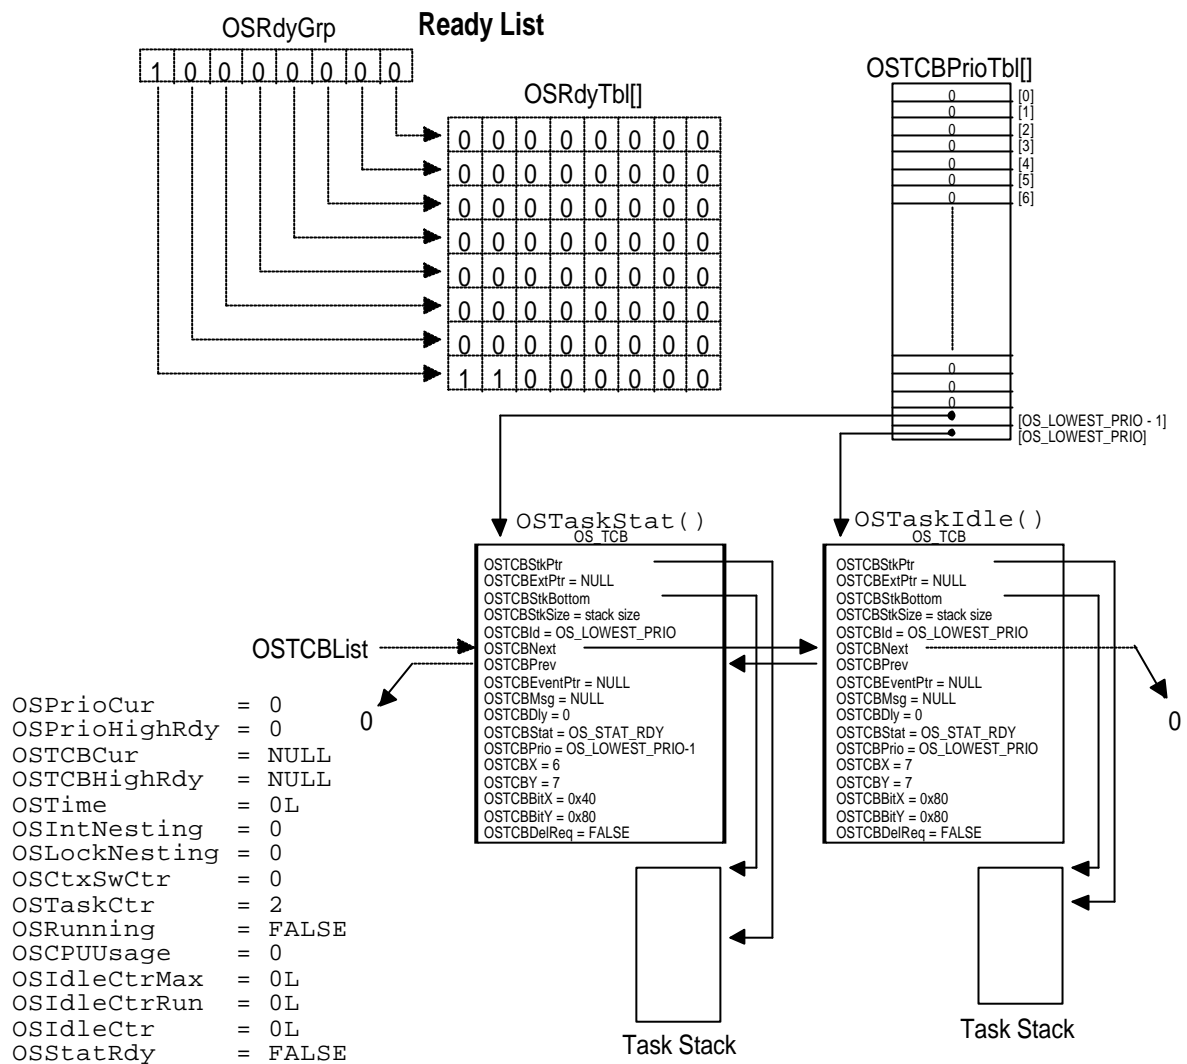 OSRdyGrp
Ready List
1 0 0 0 0 0 0 0
OSRdyTbl[]
0 0 0 0 0 0 0 0
0 0 0 0 0 0 0 0
0 0 0 0 0 0 0 0
0 0 0 0 0 0 0 0
0 0 0 0 0 0 0 0
0 0 0 0 0 0 0 0
0 0 0 0 0 0 0 0
1 1 0 0 0 0 0 0
OSTCBPrioTbl[]
0 [0]
0 [1]
0 [2]
0 [3]
0 [4]
0 [5]
0 [6]
0
0
0
[OS_LOWEST_PRIO - 1]
[OS_LOWEST_PRIO]
OSTaskStat()
OS_TCB
OSTCBStkPtr
OSTCBExtPtr = NULL
OSTCBStkBottom
OSTCBStkSize = stack size
OSTCBId = OS_LOWEST_PRIO
OSTCBNext
OSTCBPrev
OSTCBEventPtr = NULL
OSTCBMsg = NULL
OSTCBDly = 0
OSTCBStat = OS_STAT_RDY
OSTCBPrio = OS_LOWEST_PRIO-1
OSTCBX = 6
OSTCBY = 7
OSTCBBitX = 0x40
OSTCBBitY = 0x80
OSTCBDelReq = FALSE
OSTaskIdle()
OS_TCB
OSTCBStkPtr
OSTCBExtPtr = NULL
OSTCBStkBottom
OSTCBStkSize = stack size
OSTCBId = OS_LOWEST_PRIO
OSTCBNext
OSTCBPrev
OSTCBEventPtr = NULL
OSTCBMsg = NULL
OSTCBDly = 0
OSTCBStat = OS_STAT_RDY
OSTCBPrio = OS_LOWEST_PRIO
OSTCBX = 7
OSTCBY = 7
OSTCBBitX = 0x80
OSTCBBitY = 0x80
OSTCBDelReq = FALSE
OSTCBList
0
0
OSPrioCur = 0
OSPrioHighRdy = 0
OSTCBCur = NULL
OSTCBHighRdy = NULL
OSTime = 0L
OSIntNesting = 0
OSLockNesting = 0
OSCtxSwCtr = 0
OSTaskCtr = 2
OSRunning = FALSE
OSCPUUsage = 0
OSIdleCtrMax = 0L
OSIdleCtrRun = 0L
OSIdleCtr = 0L
OSStatRdy = FALSE
Task Stack
Task Stack